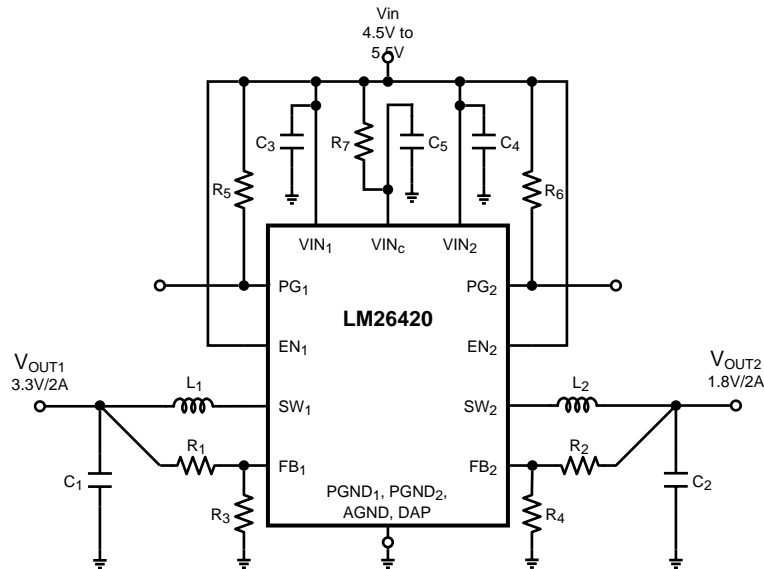 Vin
4.5V to
5.5V
C3
R7
C5
C4
R5
R6
VIN1
VINc
VIN2
PG1
PG2
LM26420
EN1
EN2
VOUT1
3.3V/2A
L1
L2
VOUT2
1.8V/2A
SW1
SW2
R1
R2
FB1
FB2
C1
R3
PGND1, PGND2,
AGND, DAP
R4
C2